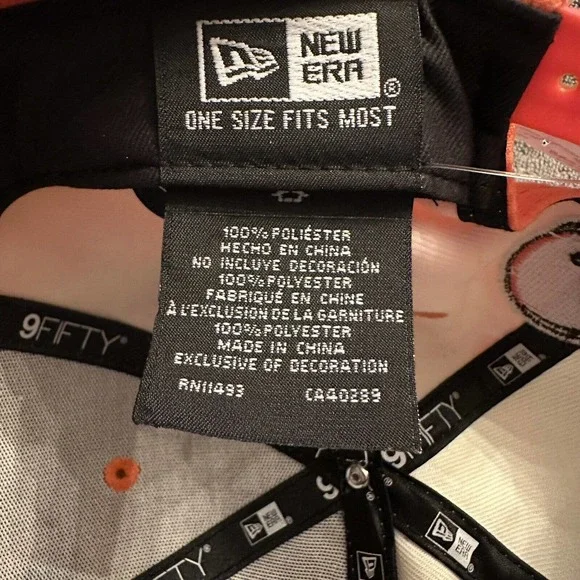 NEW
ERA®
ONE SIZE FITS MOST
100% POLIÉSTER
HECHO EN CHINA
NO INCLUYE DECORACIÓN
100% POLYESTER
FABRIQUÉ EN CHINE
À L'EXCLUSION DE LA GARNITURE
100% POLYESTER
MADE IN CHINA
EXCLUSIVE OF DECORATION
RN11493 CA40289
9FIFTY®
9FIFTY®
NEW
ERA
9FIFTY
NEW
ERA
NEW
ERA